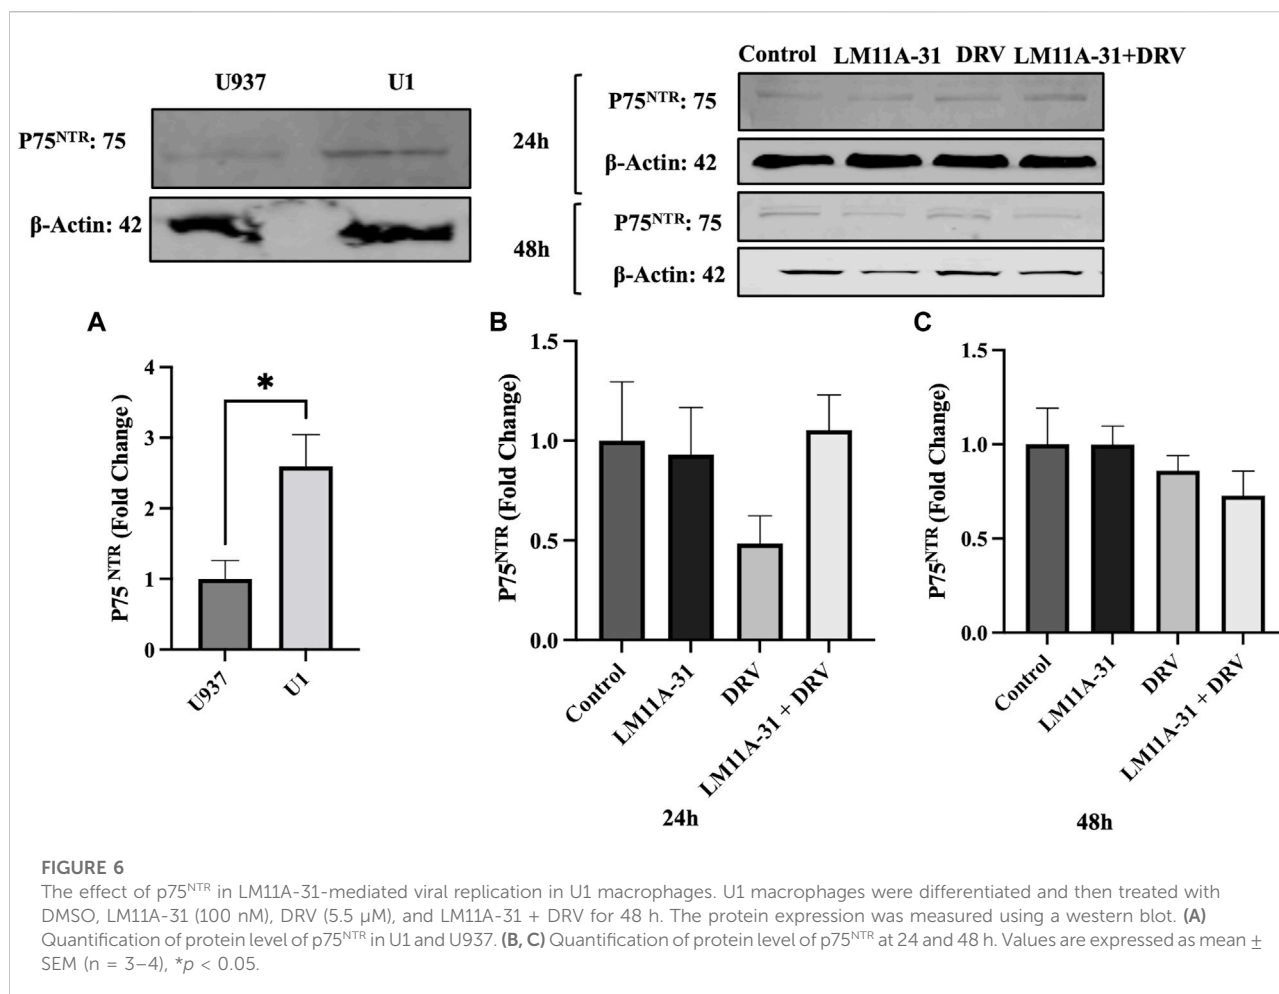 U937 U1
P75NTR: 75
β-Actin: 42
Control LM11A-31 DRV LM11A-31+DRV
24h
P75NTR: 75
β-Actin: 42
48h
P75NTR: 75
β-Actin: 42
A
P75 NTR (Fold Change)
4
3
2
1
0
*
U937
U1
B
P75NTR (Fold Change)
1.5
1.0
0.5
0.0
Control
LM11A-31
DRV
LM11A-31 + DRV
24h
C
P75NTR (Fold Change)
1.5
1.0
0.5
0.0
Control
LM11A-31
DRV
LM11A-31 + DRV
48h
FIGURE 6
The effect of p75NTR in LM11A-31-mediated viral replication in U1 macrophages. U1 macrophages were differentiated and then treated with
DMSO, LM11A-31 (100 nM), DRV (5.5 μM), and LM11A-31 + DRV for 48 h. The protein expression was measured using a western blot. (A)
Quantification of protein level of p75NTR in U1 and U937. (B, C) Quantification of protein level of p75NTR at 24 and 48 h. Values are expressed as mean ±
SEM (n = 3–4), *p < 0.05.